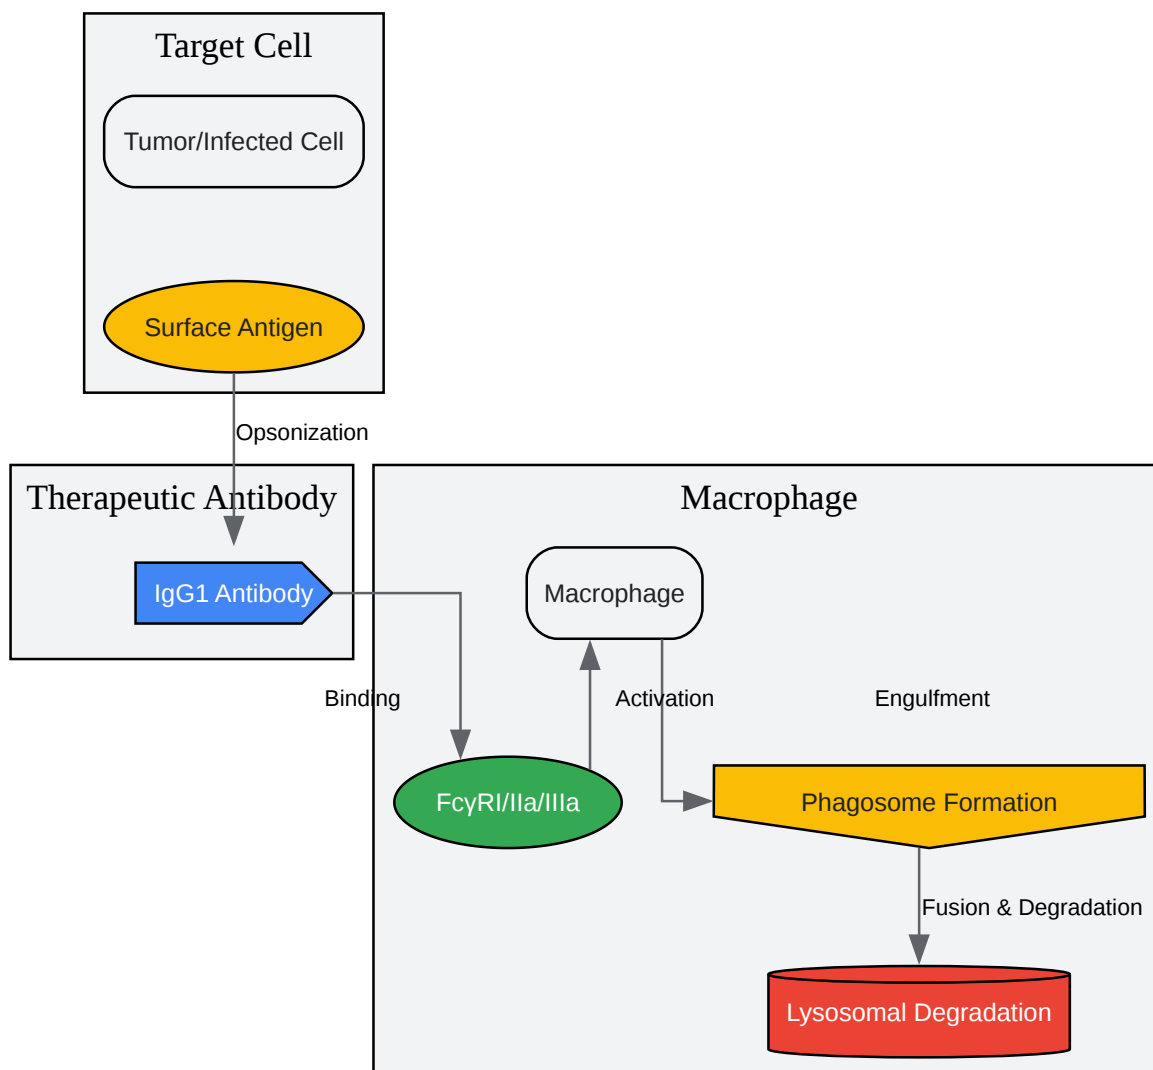 Target Cell
Tumor/Infected Cell
Surface Antigen
Opsonization
Therapeutic Antibody
IgG1 Antibody
Macrophage
Macrophage
Binding
Activation
Engulfment
FcγRI/IIa/IIIa
Phagosome Formation
Fusion & Degradation
Lysosomal Degradation